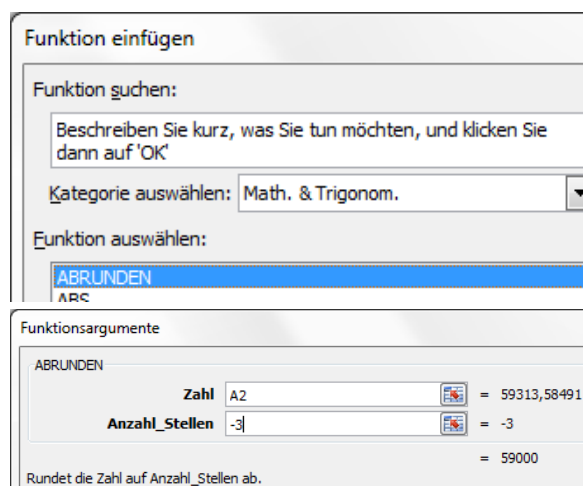 Funktion einfügen
Funktion suchen:
Beschreiben Sie kurz, was Sie tun möchten, und klicken Sie
dann auf 'OK'
Kategorie auswählen: Math. & Trigonom.
Funktion auswählen:
ABRUNDEN
ABS
Funktionsargumente
ABRUNDEN
Zahl A2 = 59313,58491
Anzahl_Stellen -3 = -3
= 59000
Rundet die Zahl auf Anzahl_Stellen ab.